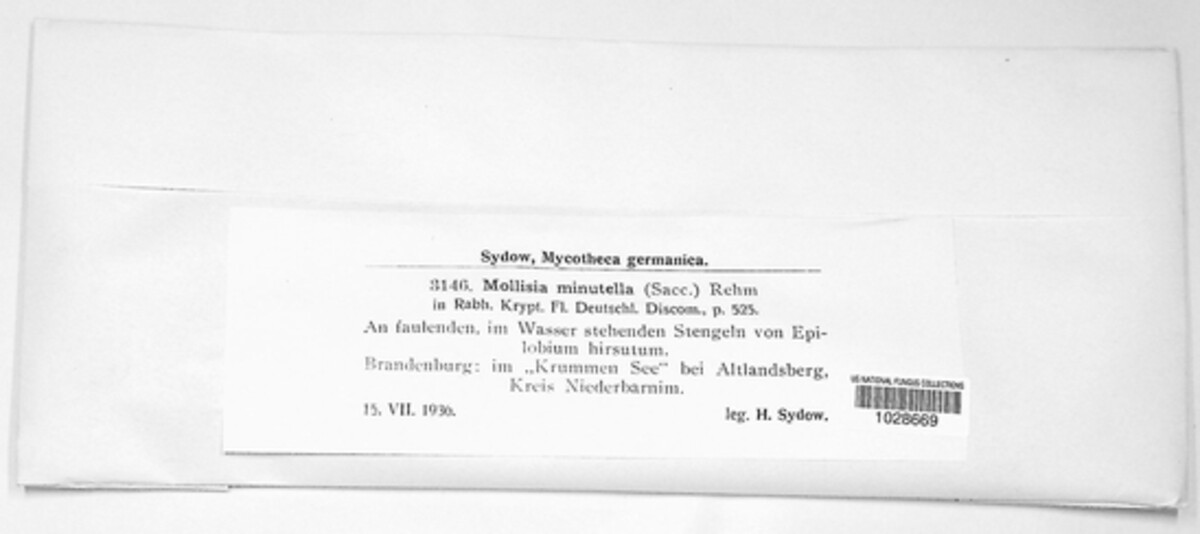 Sydow, Mycotheca germanica.
3146. Mollisia minutella (Sacc.) Rehm
in Rabh. Krypt. Fl. Deutschl. Discom., p. 525.
An faulenden, im Wasser stehenden Stengeln von Epi-
lobium hirsutum.
Brandenburg: im „Krummen See“ bei Altlandsberg,
Kreis Niederbarnim.
15. VII. 1936.
leg. H. Sydow.
US NATIONAL FUNGUS COLLECTIONS
1028669